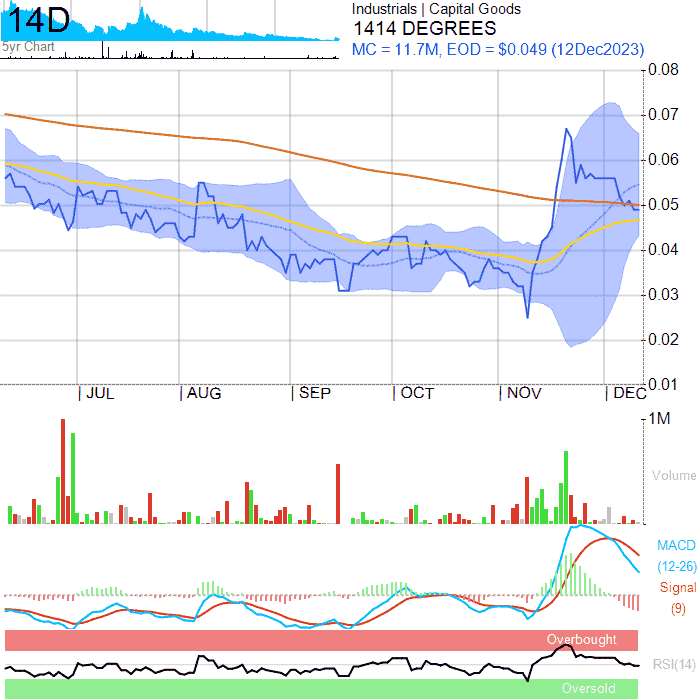 14D
5yr Chart
Industrials | Capital Goods
1414 DEGREES
MC = 11.7M, EOD = $0.049 (12Dec2023)
0.08
0.07
0.06
0.05
0.04
0.03
0.02
0.01
JUL AUG SEP OCT NOV DEC
1M
Volume
MACD
(12-26)
Signal
(9)
Overbought
RSI(14)
Oversold